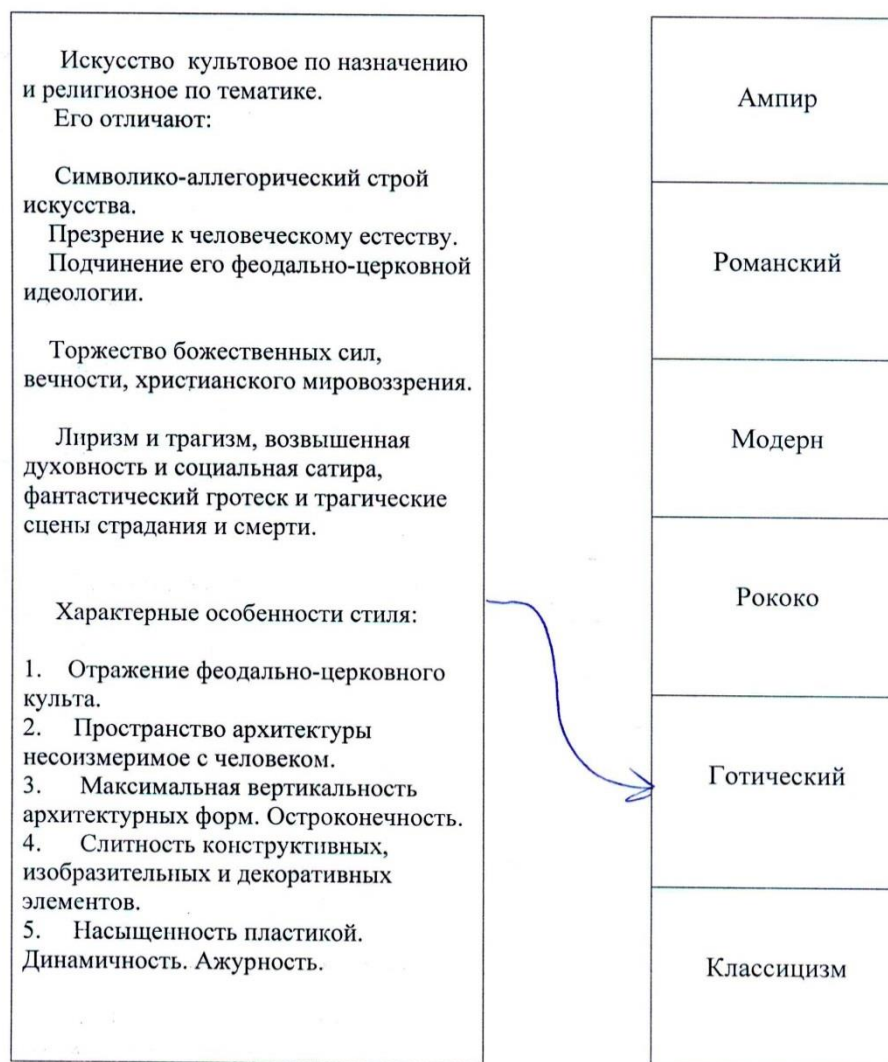 Искусство культовое по назначению
и религиозное по тематике.
Его отличают:
Символико-аллегорический строй
искусства.
Презрение к человеческому естеству.
Подчинение его феодально-церковной
идеологии.
Торжество божественных сил,
вечности, христианского мировоззрения.
Лиризм и трагизм, возвышенная
духовность и социальная сатира,
фантастический гротеск и трагические
сцены страдания и смерти.
Характерные особенности стиля:
1. Отражение феодально-церковного
культа.
2. Пространство архитектуры
несоизмеримое с человеком.
3. Максимальная вертикальность
архитектурных форм. Остроконечность.
4. Слитность конструктивных,
изобразительных и декоративных
элементов.
5. Насыщенность пластикой.
Динамичность. Ажурность.
Ампир
Романский
Модерн
Рококо
Готический
Классицизм